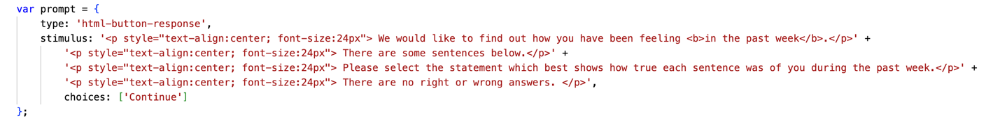 var prompt = {
    type: 'html-button-response',
    stimulus: '<p style="text-align:center; font-size:24px"> We would like to find out how you have been feeling <b>in the past week</b>.</p>' +
        '<p style="text-align:center; font-size:24px"> There are some sentences below.</p>' +
        '<p style="text-align:center; font-size:24px"> Please select the statement which best shows how true each sentence was of you during the past week.</p>' +
        '<p style="text-align:center; font-size:24px"> There are no right or wrong answers. </p>',
        choices: ['Continue']
};